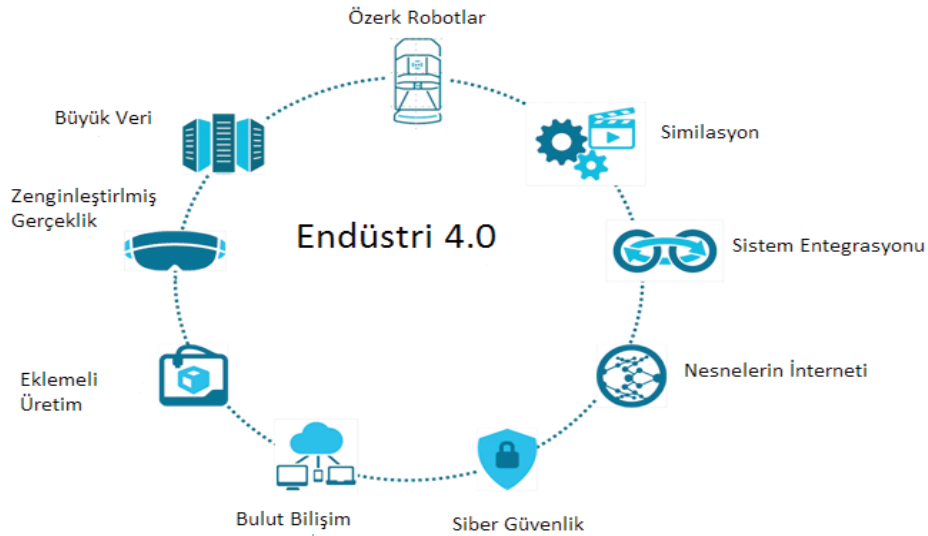 Özerk Robotlar
Büyük Veri
Similasyon
Zenginleştirilmiş
Gerçeklik
Endüstri 4.0
Sistem Entegrasyonu
Eklemeli
Üretim
Nesnelerin İnterneti
Bulut Bilişim
Siber Güvenlik